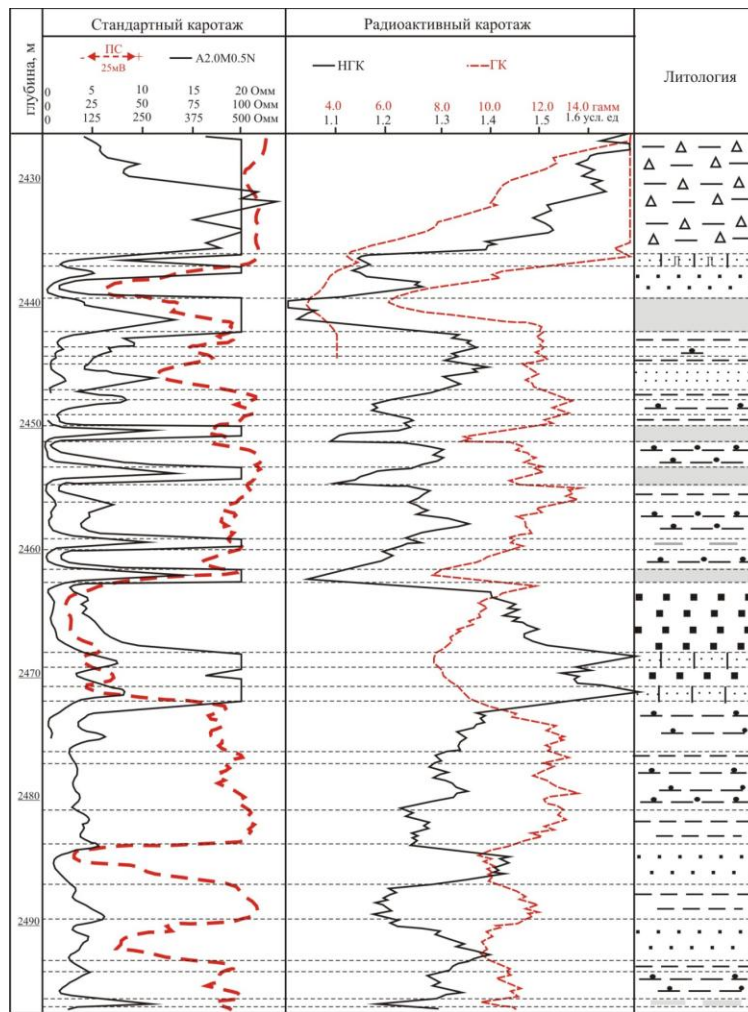 Стандартный каротаж
Радиоактивный каротаж
Литология
глубина, м
ПС
- +
25мВ
А2.0М0.5N
НГК
ГК
0 5 10 15 20 Омм
0 25 50 75 100 Омм
0 125 250 375 500 Омм
4.0 6.0 8.0 10.0 12.0 14.0 гамм
1.1 1.2 1.3 1.4 1.5 1.6 усл. ед
2430
2440
2450
2460
2470
2480
2490